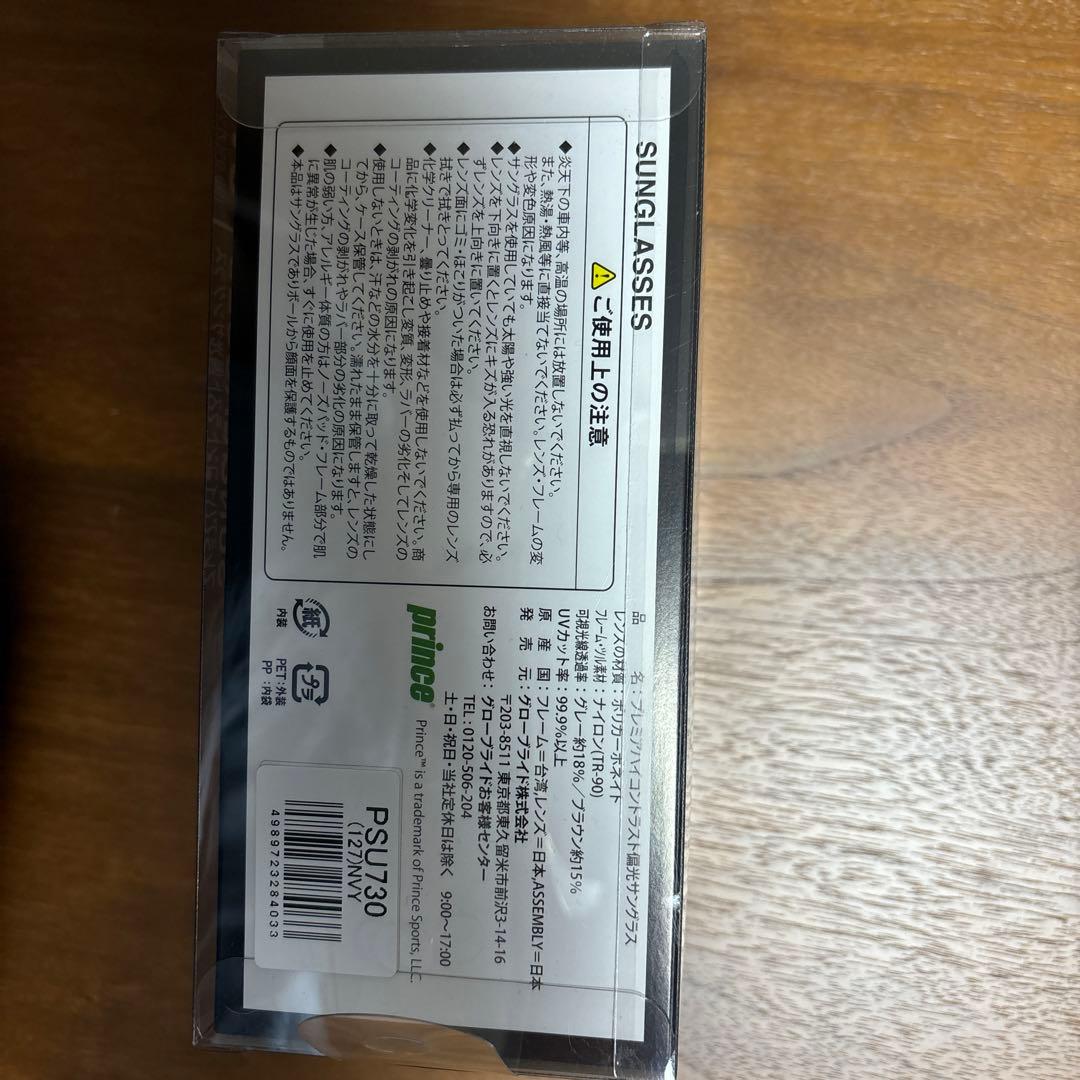 SUNGLASSES
ご使用上の注意
◆炎天下の車内等、高温の場所には放置しないでください。
また、熱湯・熱風等に直接当てないでください。レンズ・フレームの変
形や変色原因になります。
◆サングラスを使用していても太陽や強い光を直視しないでください。
◆レンズを下向きに置くとレンズにキズが入る恐れがありますので、必
ずレンズを上向きに置いてください。
◆レンズ面にゴミ・ほこりがついた場合は必ず払ってから専用のレンズ
拭きで拭きとってください。
◆化学クリーナー、曇り止めや接着材などを使用しないでください。商
品に化学変化を引き起こし変質、変形、ラバーの劣化そしてレンズの
コーティングの剥がれの原因になります。
◆使用しないときは、汗などの水分を十分に取って乾燥した状態にし
てから、ケース保管してください。濡れたまま保管しますと、レンズの
コーティングの剥がれやラバー部分の劣化の原因になります。
◆肌の弱い方、アレルギー体質の方はノーズパッド・フレーム部分で肌
に異常が生じた場合、すぐに使用を止めてください。
◆本品はサングラスでありボールから顔面を保護するものではありません。
品名：プレミアハイコントラスト偏光サングラス
レンズの材質：ポリカーボネイト
フレーム・ツル素材：ナイロン(TR-90)
可視光線透過率：グレー約18%／ブラウン約15%
UVカット率：99.9%以上
原産国：フレーム＝台湾,レンズ＝日本,ASSEMBLY＝日本
発売元：グローブライド株式会社
〒203-8511 東京都東久留米市前沢3-14-16
お問い合わせ：グローブライドお客様センター
TEL：0120-506-204
土・日・祝日・当社定休日は除く 9:00〜17:00
prince®
Prince™ is a trademark of Prince Sports, LLC.
紙
内装
プラ
PET：外装
PP：内袋
PSU730
(127)NVY
4989723284033